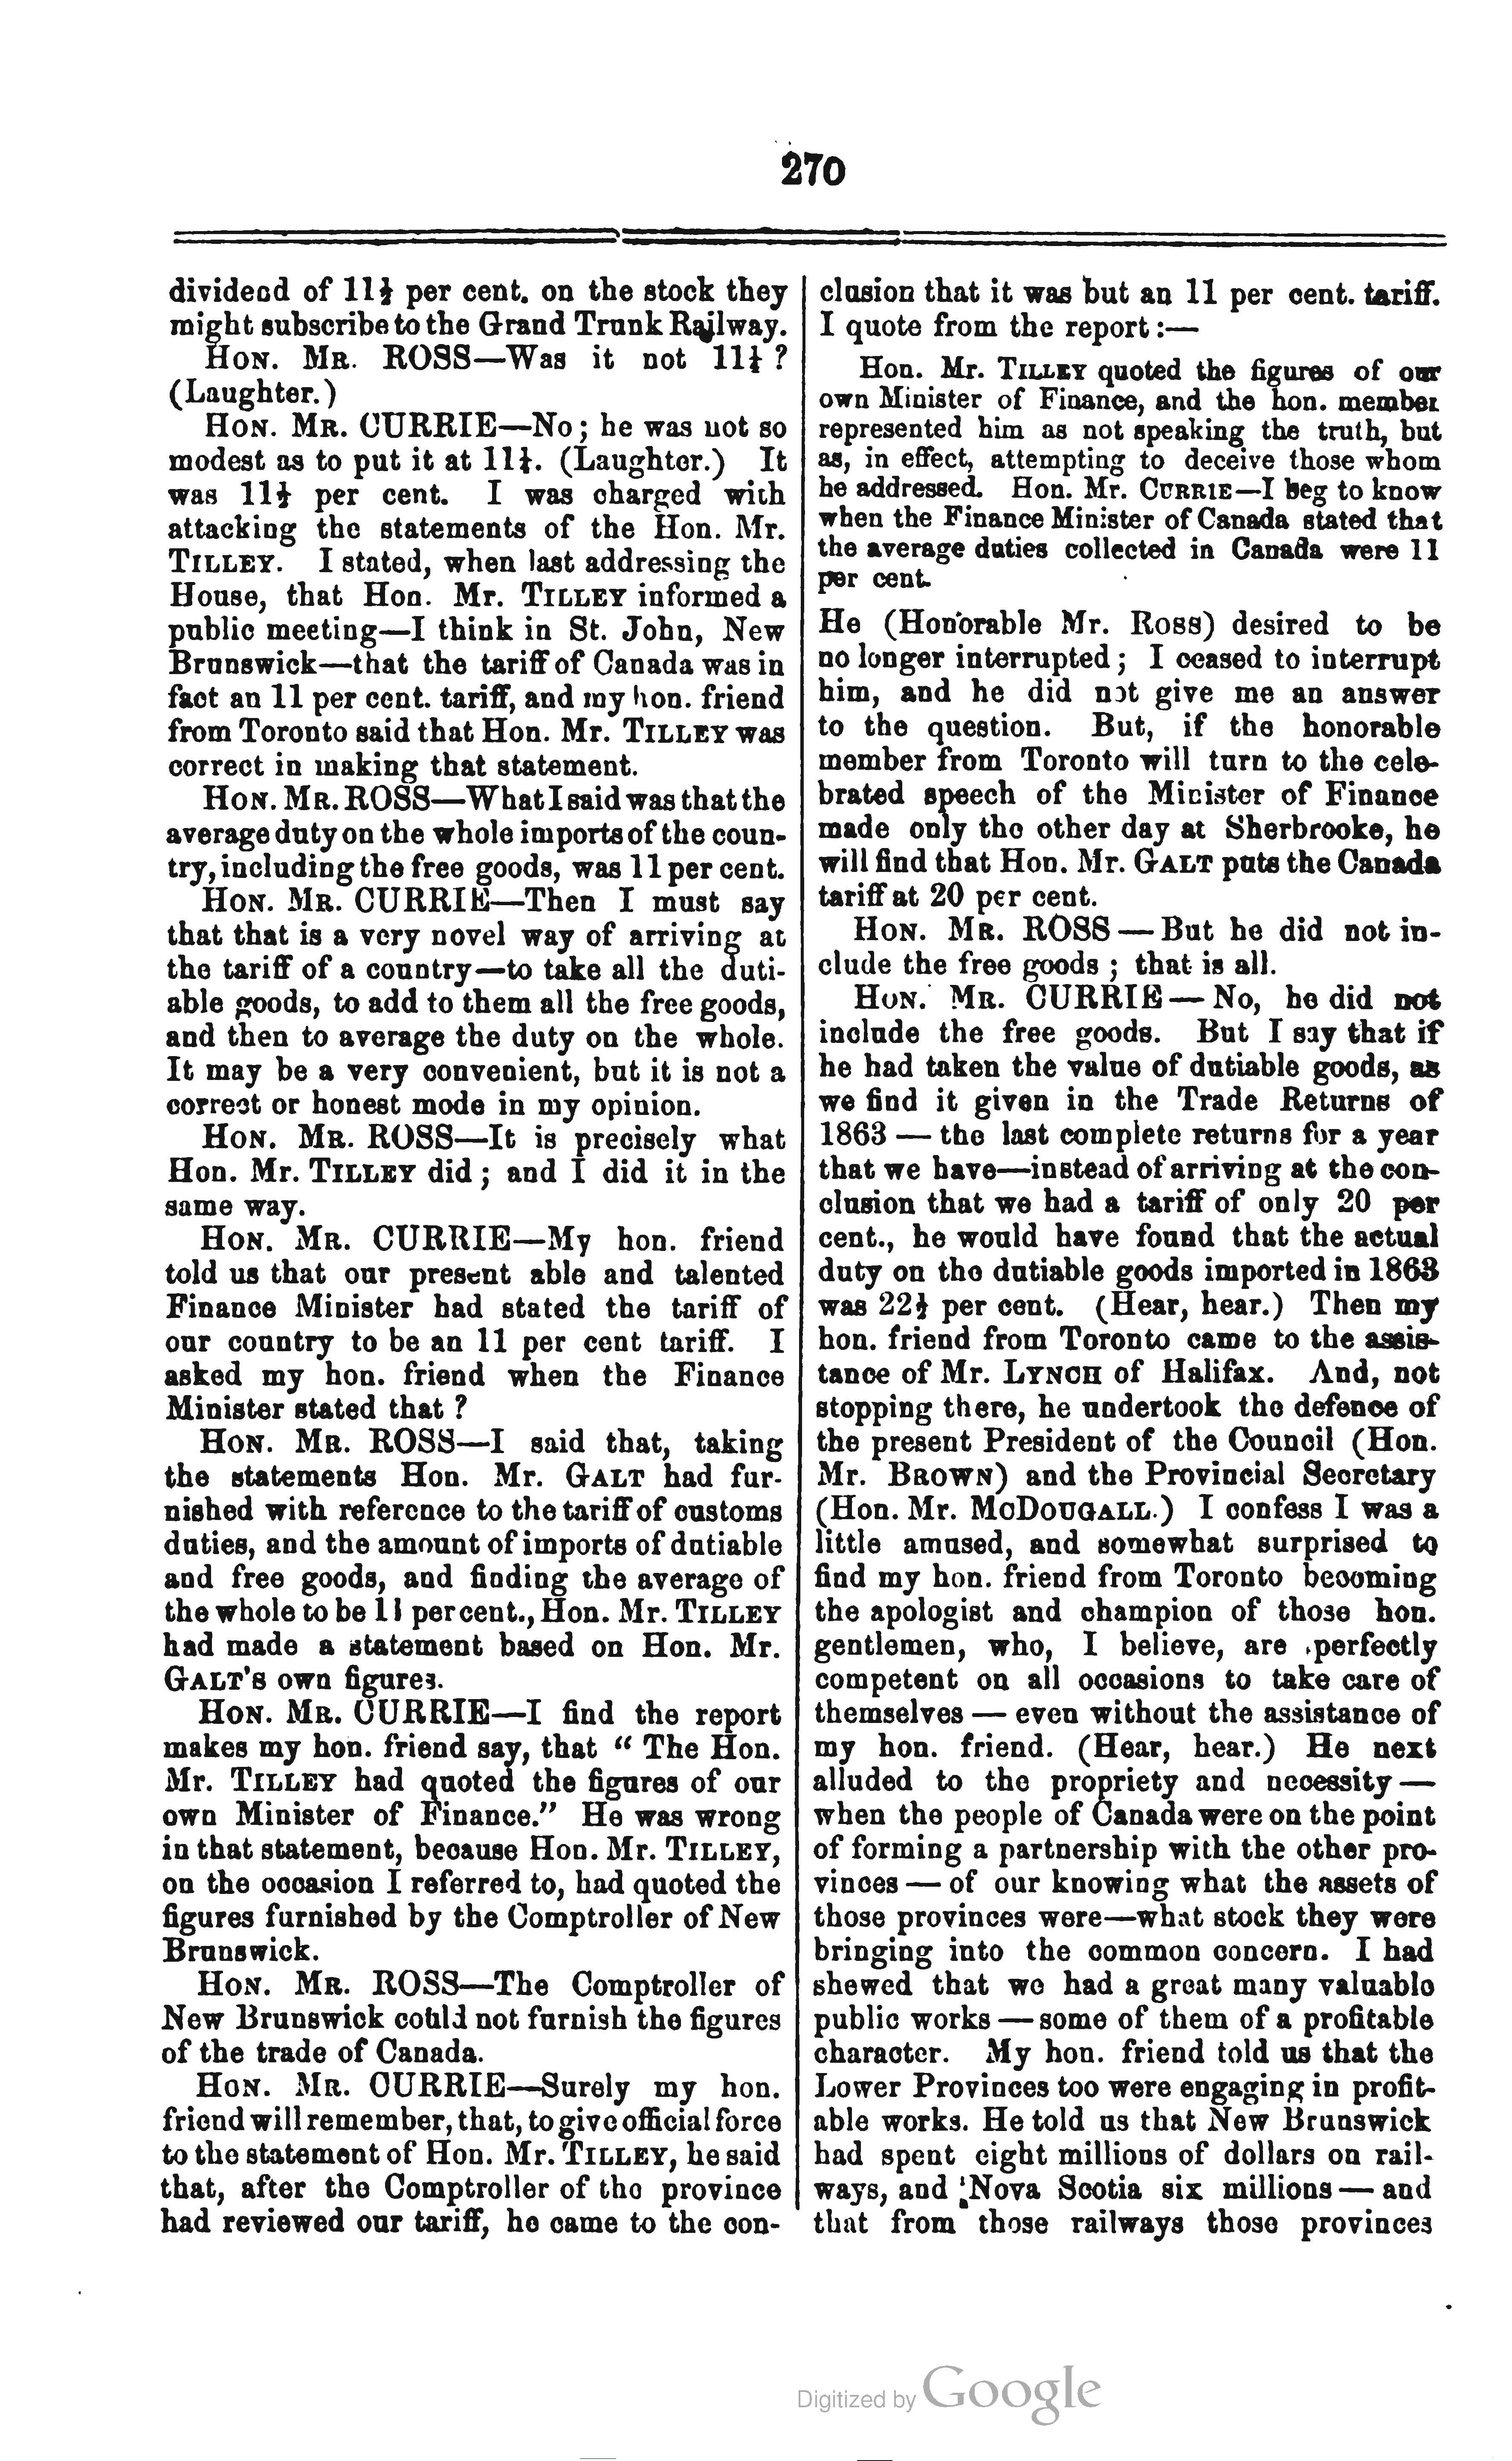 270
dividend of 11½ per cent. on the stock they
might subscribe to the Grand Trunk Railway.
HON. MR. ROSS—Was it not 11¼ ?
(Laughter.)
HON. MR. CURRIE—No; he was not so
modest as to put it at 11¼. (Laughter.) It
was 11½ per cent. I was charged with
attacking the statements of the Hon. Mr.
TILLEY. I stated, when last addressing the
House, that Hon. Mr. TILLEY informed a
public meeting—I think in St. John, New
Brunswick—that the tariff of Canada was in
fact an 11 per cent. tariff, and my hon. friend
from Toronto said that Hon. Mr. TILLEY was
correct in making that statement.
HON. MR. ROSS—What I said was that the
average duty on the whole imports of the coun-
try, including the free goods, was 11 per cent.
HON. MR. CURRIE—Then I must say
that that is a very novel way of arriving at
the tariff of a country—to take all the duti-
able goods, to add to them all the free goods,
and then to average the duty on the whole.
It may be a very convenient, but it is not a
correct or honest mode in my opinion.
HON. MR. ROSS—It is precisely what
Hon. Mr. TILLEY did; and I did it in the
same way.
HON. MR. CURRIE—My hon. friend
told us that our present able and talented
Finance Minister had stated the tariff of
our country to be an 11 per cent tariff. I
asked my hon. friend when the Finance
Minister stated that ?
HON. MR. ROSS—I said that, taking
the statements Hon. Mr. GALT had fur-
nished with reference to the tariff of customs
duties, and the amount of imports of dutiable
and free goods, and finding the average of
the whole to be 11 per cent., Hon. Mr. TILLEY
had made a statement based on Hon. Mr.
GALT'S own figures.
HON. MR. CURRIE—I find the report
makes my hon. friend say, that " The Hon.
Mr. TILLEY had quoted the figures of our
own Minister of Finance." He was wrong
in that statement, because Hon. Mr. TILLEY,
on the occasion I referred to, had quoted the
figures furnished by the Comptroller of New
Brunswick.
HON. MR. ROSS—The Comptroller of
New Brunswick could not furnish the figures
of the trade of Canada.
HON. MR. CURRIE—Surely my hon.
friend will remember, that, to give official force
to the statement of Hon. Mr. TILLEY, he said
that, after the Comptroller of the province
had reviewed our tariff, he came to the con-
clusion that it was but an 11 per cent. tariff.
I quote from the report :—
Hon. Mr. TILLEY quoted the figures of our
own Minister of Finance, and the hon. member
represented him as not speaking the truth, but
as, in effect, attempting to deceive those whom
he addressed. Hon. Mr. CURRIE—I beg to know
when the Finance Minister of Canada stated that
the average duties collected in Canada were 11
per cent.
He (Honorable Mr. Ross) desired to be
no longer interrupted; I ceased to interrupt
him, and he did not give me an answer
to the question. But, if the honorable
member from Toronto will turn to the cele-
brated speech of the Minister of Finance
made only the other day at Sherbrooke, he
will find that Hon. Mr. GALT puts the Canada
tariff at 20 per cent.
HON. MR. ROSS — But he did not in-
clude the free goods ; that is all.
HON. MR. CURRIE — No, he did not
include the free goods. But I say that if
he had taken the value of dutiable goods, as
we find it given in the Trade Returns of
1863 — the last complete returns for a year
that we have—instead of arriving at the con-
clusion that we had a tariff of only 20 per
cent., he would have found that the actual
duty on the dutiable goods imported in 1863
was 22½ per cent. (Hear, hear.) Then my
hon. friend from Toronto came to the assis-
tance of Mr. LYNCH of Halifax. And, not
stopping there, he undertook the defence of
the present President of the Council (Hon.
Mr. BROWN) and the Provincial Secretary
(Hon. Mr. MCDOUGALL.) I confess I was a
little amused, and somewhat surprised to
find my hon. friend from Toronto becoming
the apologist and champion of those hon.
gentlemen, who, I believe, are perfectly
competent on all occasions to take care of
themselves — even without the assistance of
my hon. friend. (Hear, hear.) He next
alluded to the propriety and necessity —
when the people of Canada were on the point
of forming a partnership with the other pro-
vinces — of our knowing what the assets of
those provinces were—what stock they were
bringing into the common concern. I had
shewed that we had a great many valuable
public works — some of them of a profitable
character. My hon. friend told us that the
Lower Provinces too were engaging in profit-
able works. He told us that New Brunswick
had spent eight millions of dollars on rail-
ways, and Nova Scotia six millions — and
that from those railways those provinces
Digitized by Google